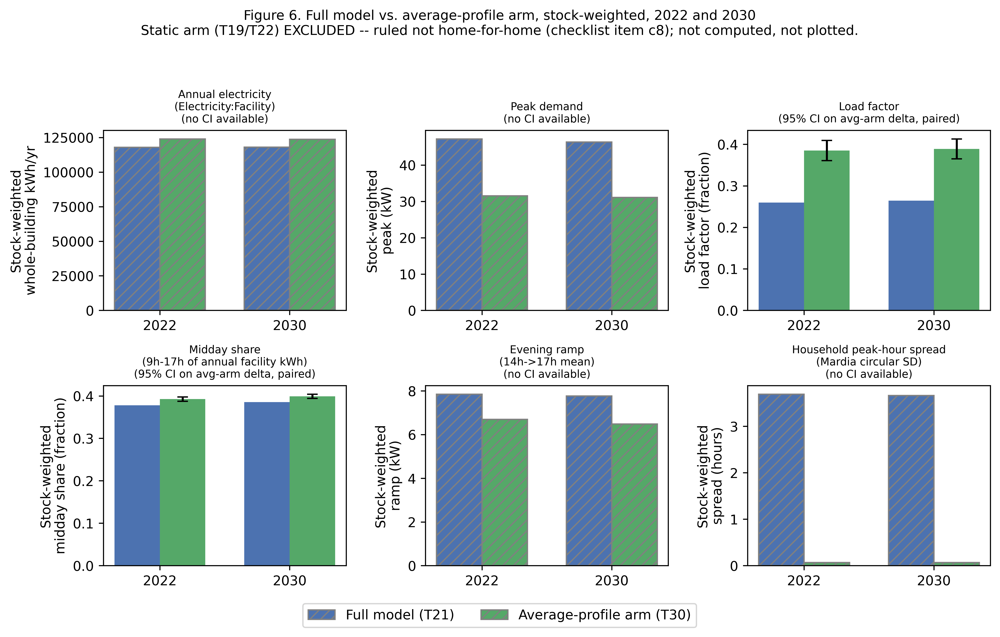 Figure 6. Full model vs. average-profile arm, stock-weighted, 2022 and 2030
Static arm (T19/T22) EXCLUDED -- ruled not home-for-home (checklist item c8); not computed, not plotted.
Annual electricity
(Electricity:Facility)
(no CI available)
Stock-weighted
whole-building kWh/yr
125000
100000
75000
50000
25000
0
2022
2030
Peak demand
(no CI available)
Stock-weighted
peak (kW)
40
30
20
10
0
2022
2030
Load factor
(95% CI on avg-arm delta, paired)
Stock-weighted
load factor (fraction)
0.4
0.3
0.2
0.1
0.0
2022
2030
Midday share
(9h-17h of annual facility kWh)
(95% CI on avg-arm delta, paired)
Stock-weighted
midday share (fraction)
0.4
0.3
0.2
0.1
0.0
2022
2030
Evening ramp
(14h->17h mean)
(no CI available)
Stock-weighted
ramp (kW)
8
6
4
2
0
2022
2030
Household peak-hour spread
(Mardia circular SD)
(no CI available)
Stock-weighted
spread (hours)
3
2
1
0
2022
2030
Full model (T21)
Average-profile arm (T30)